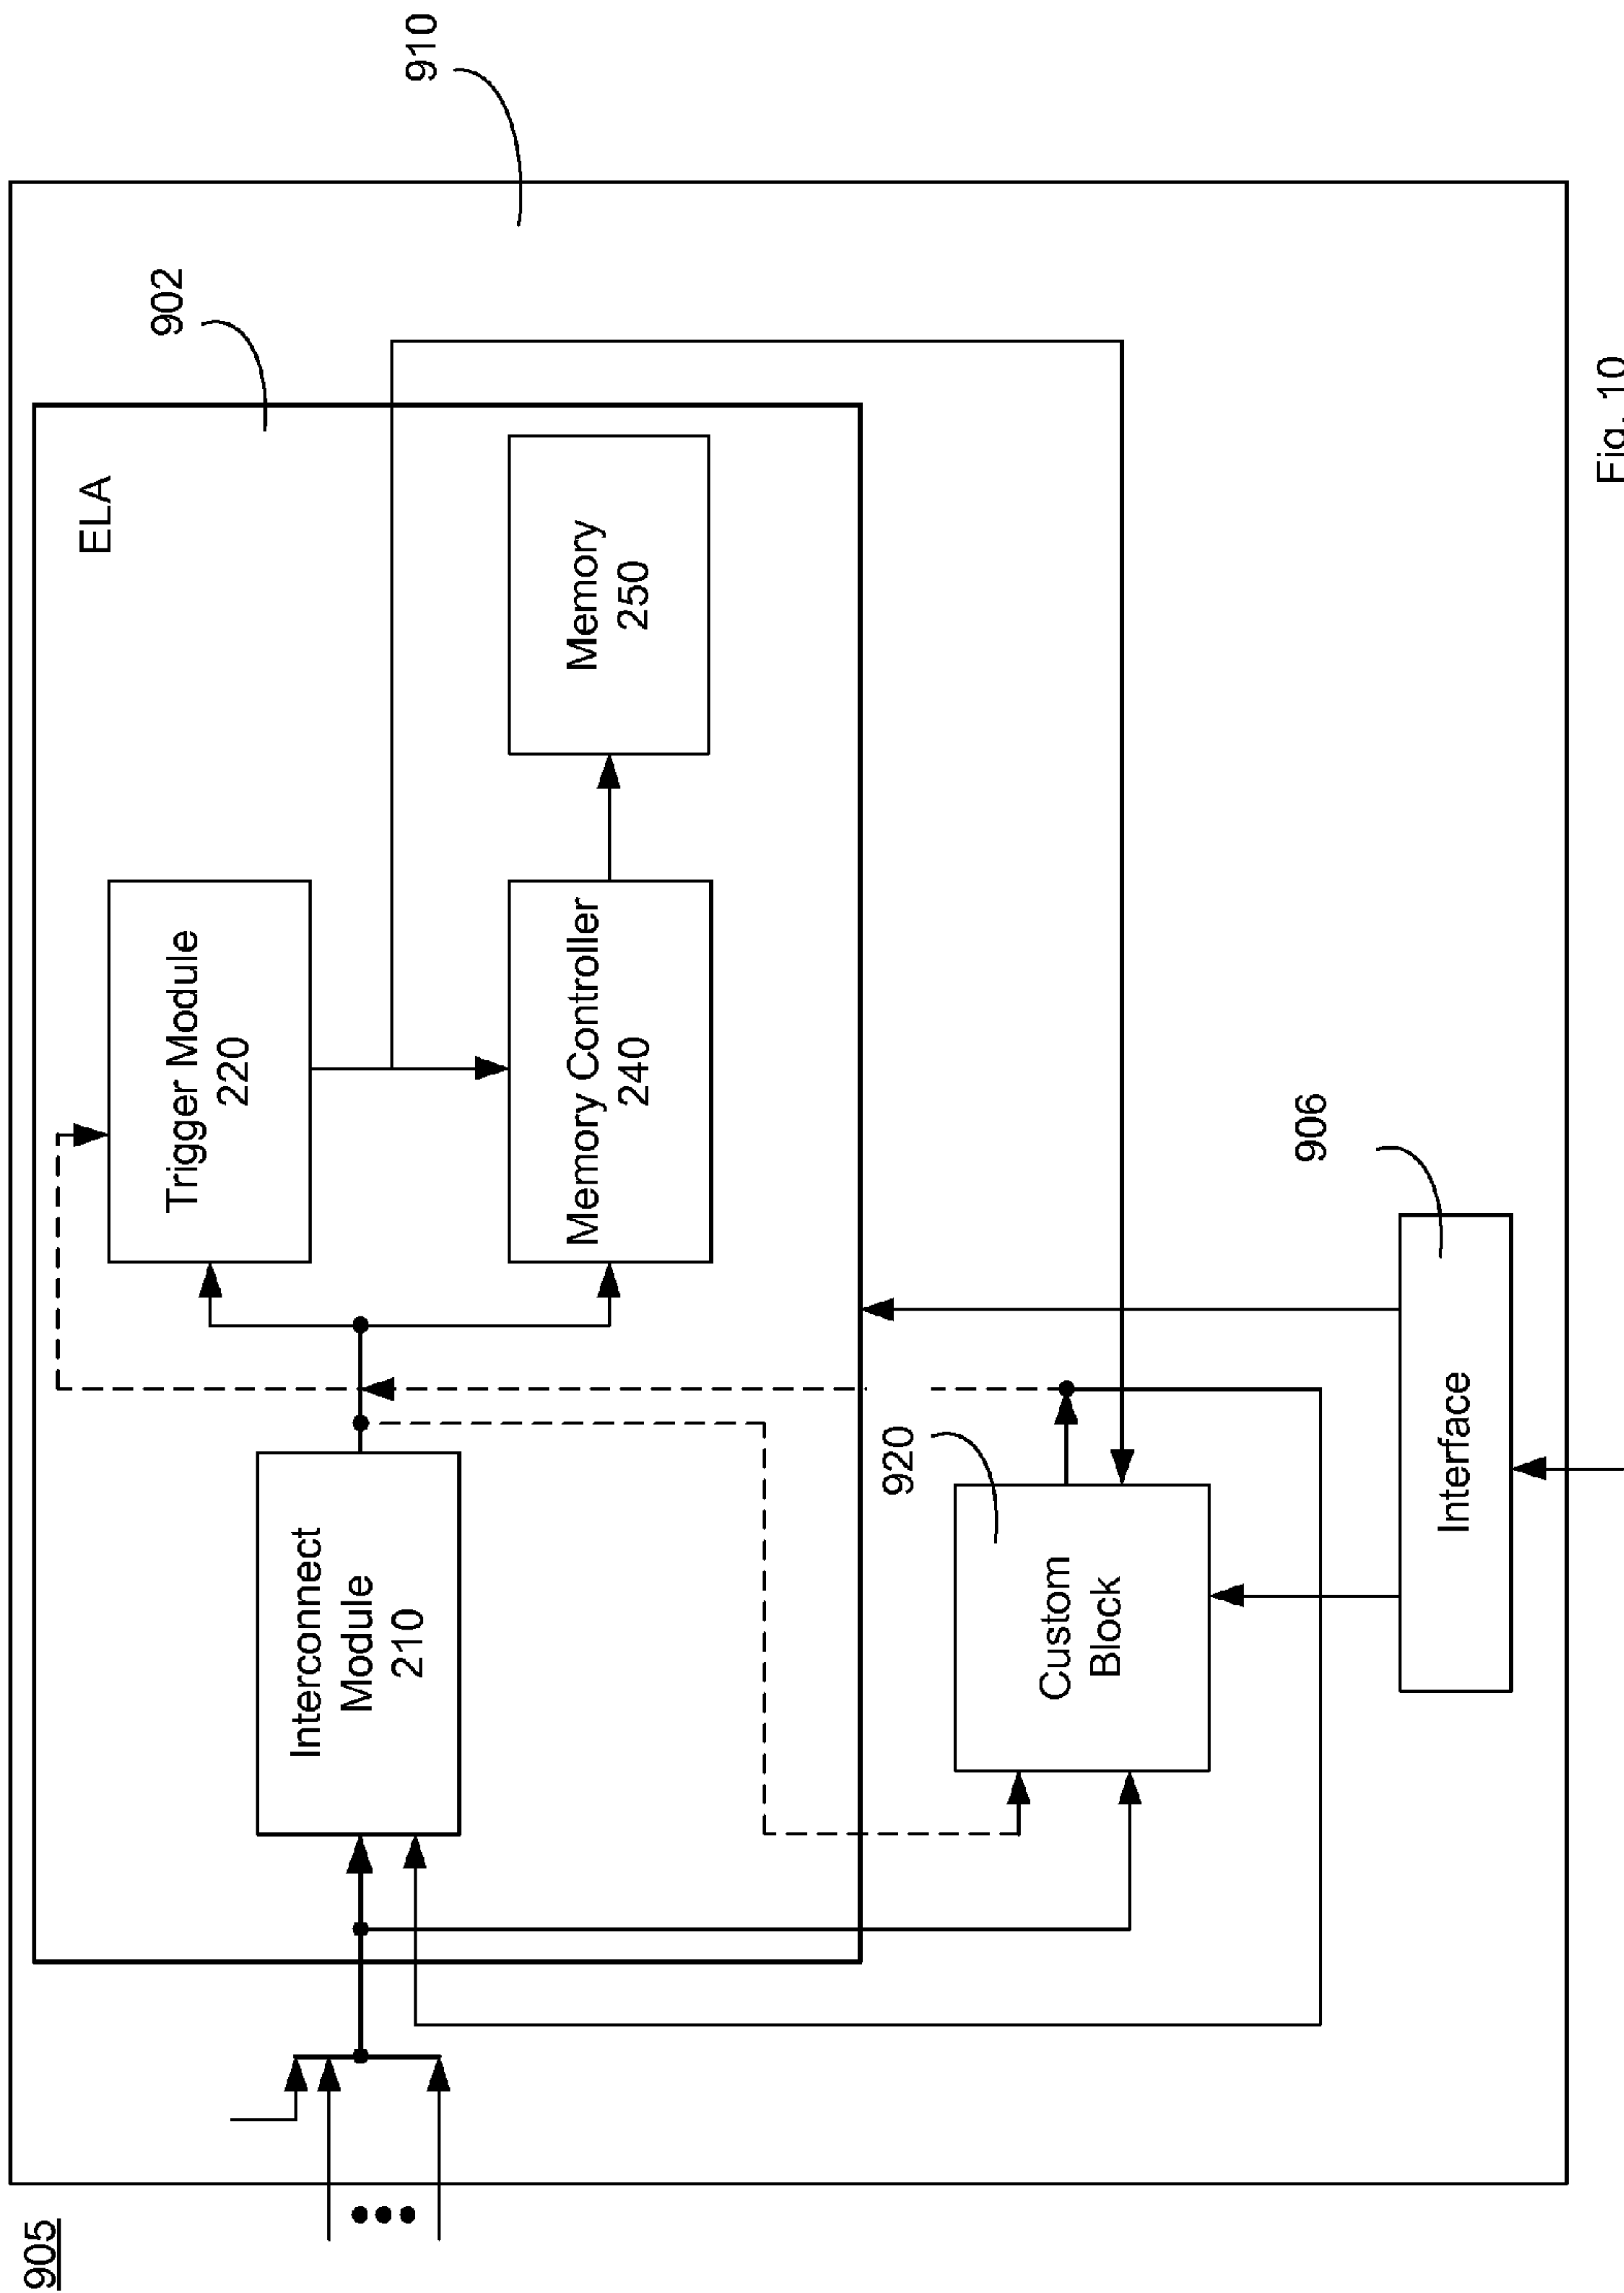 905
910
902
ELA
Interconnect
Module
210
Trigger Module
220
Memory Controller
240
Memory
250
920
Custom
Block
906
Interface
Fig. 10